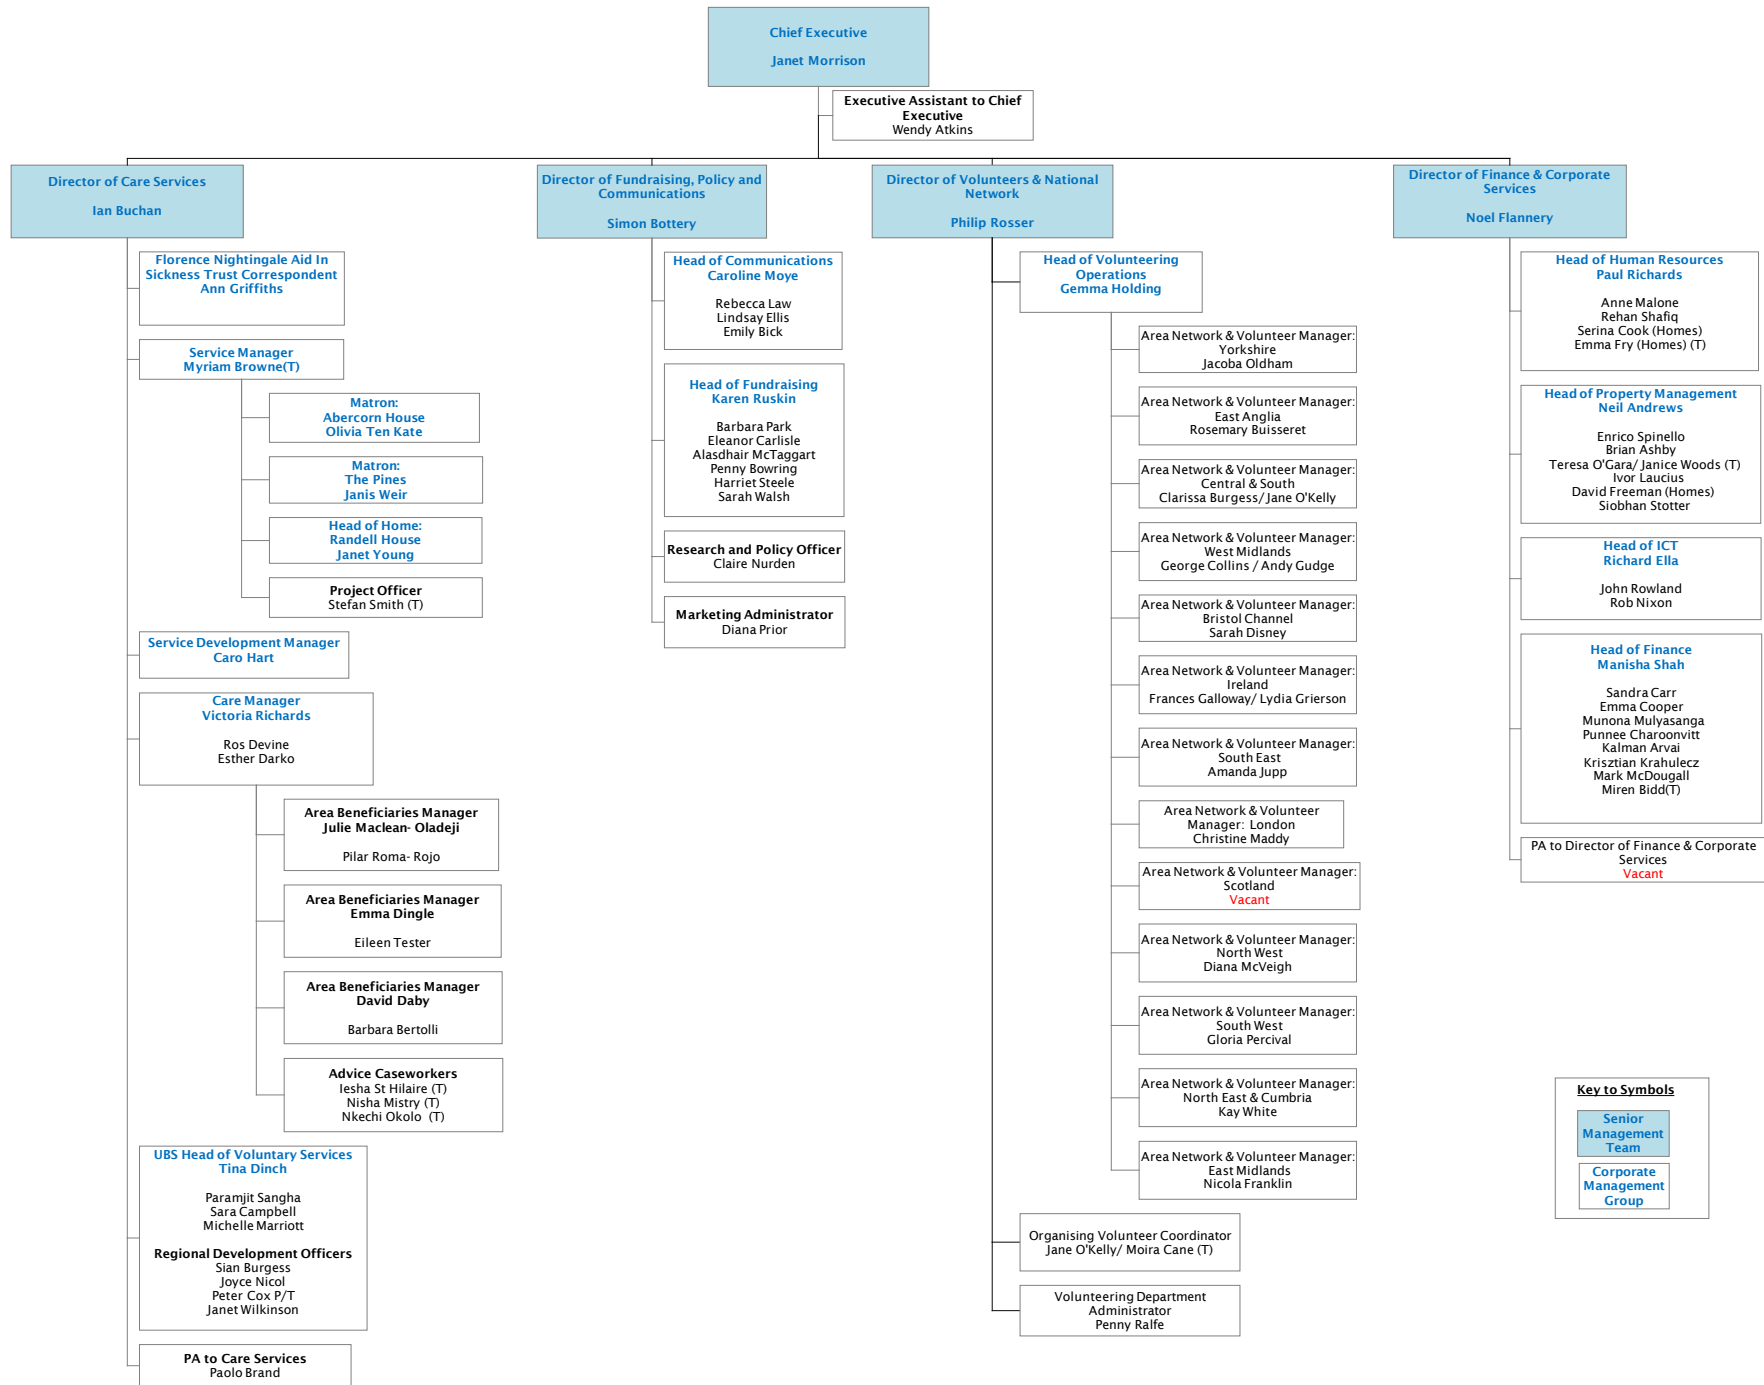 Chief Executive
Janet Morrison
Executive Assistant to Chief
Executive
Wendy Atkins
Director of Care Services
Ian Buchan
Florence Nightingale Aid In
Sickness Trust Correspondent
Ann Griffiths
Service Manager
Myriam Browne(T)
Matron:
Abercorn House
Olivia Ten Kate
Matron:
The Pines
Janis Weir
Head of Home:
Randell House
Janet Young
Project Officer
Stefan Smith (T)
Service Development Manager
Caro Hart
Care Manager
Victoria Richards
Ros Devine
Esther Darko
Area Beneficiaries Manager
Julie Maclean- Oladeji
Pilar Roma- Rojo
Area Beneficiaries Manager
Emma Dingle
Eileen Tester
Area Beneficiaries Manager
David Daby
Barbara Bertolli
Advice Caseworkers
Iesha St Hilaire (T)
Nisha Mistry (T)
Nkechi Okolo (T)
UBS Head of Voluntary Services
Tina Dinch
Paramjit Sangha
Sara Campbell
Michelle Marriott
Regional Development Officers
Sian Burgess
Joyce Nicol
Peter Cox P/T
Janet Wilkinson
PA to Care Services
Paolo Brand
Director of Fundraising, Policy and
Communications
Simon Bottery
Head of Communications
Caroline Moye
Rebecca Law
Lindsay Ellis
Emily Bick
Head of Fundraising
Karen Ruskin
Barbara Park
Eleanor Carlisle
Alasdhair McTaggart
Penny Bowring
Harriet Steele
Sarah Walsh
Research and Policy Officer
Claire Nurden
Marketing Administrator
Diana Prior
Director of Volunteers & National
Network
Philip Rosser
Head of Volunteering
Operations
Gemma Holding
Area Network & Volunteer Manager:
Yorkshire
Jacoba Oldham
Area Network & Volunteer Manager:
East Anglia
Rosemary Buisseret
Area Network & Volunteer Manager:
Central & South
Clarissa Burgess/ Jane O'Kelly
Area Network & Volunteer Manager:
West Midlands
George Collins / Andy Gudge
Area Network & Volunteer Manager:
Bristol Channel
Sarah Disney
Area Network & Volunteer Manager:
Ireland
Frances Galloway/ Lydia Grierson
Area Network & Volunteer Manager:
South East
Amanda Jupp
Area Network & Volunteer
Manager: London
Christine Maddy
Area Network & Volunteer Manager:
Scotland
Vacant
Area Network & Volunteer Manager:
North West
Diana McVeigh
Area Network & Volunteer Manager:
South West
Gloria Percival
Area Network & Volunteer Manager:
North East & Cumbria
Kay White
Area Network & Volunteer Manager:
East Midlands
Nicola Franklin
Organising Volunteer Coordinator
Jane O'Kelly/ Moira Cane (T)
Volunteering Department
Administrator
Penny Ralfe
Director of Finance & Corporate
Services
Noel Flannery
Head of Human Resources
Paul Richards
Anne Malone
Rehan Shafiq
Serina Cook (Homes)
Emma Fry (Homes) (T)
Head of Property Management
Neil Andrews
Enrico Spinello
Brian Ashby
Teresa O'Gara/ Janice Woods (T)
Ivor Laucius
David Freeman (Homes)
Siobhan Stotter
Head of ICT
Richard Ella
John Rowland
Rob Nixon
Head of Finance
Manisha Shah
Sandra Carr
Emma Cooper
Munona Mulyasanga
Punnee Charoonvitt
Kalman Arvai
Krisztian Krahulecz
Mark McDougall
Miren Bidd(T)
PA to Director of Finance & Corporate
Services
Vacant
Key to Symbols
Senior
Management
Team
Corporate
Management
Group